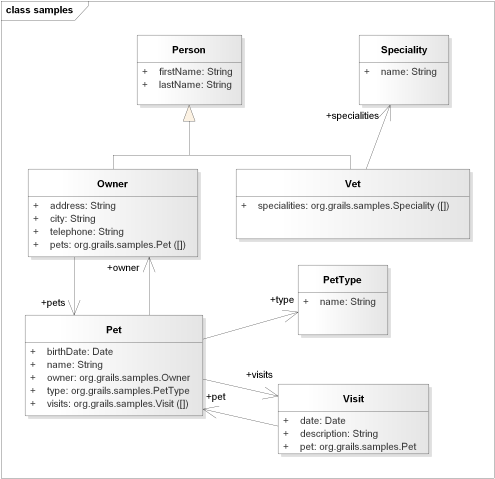 class samples
Person
+ firstName: String
+ lastName: String
Speciality
+ name: String
+specialities
Owner
+ address: String
+ city: String
+ telephone: String
+ pets: org.grails.samples.Pet ([])
Vet
+ specialities: org.grails.samples.Speciality ([])
+owner
+pets
+type
PetType
+ name: String
Pet
+ birthDate: Date
+ name: String
+ owner: org.grails.samples.Owner
+ type: org.grails.samples.PetType
+ visits: org.grails.samples.Visit ([])
+visits
+pet
Visit
+ date: Date
+ description: String
+ pet: org.grails.samples.Pet